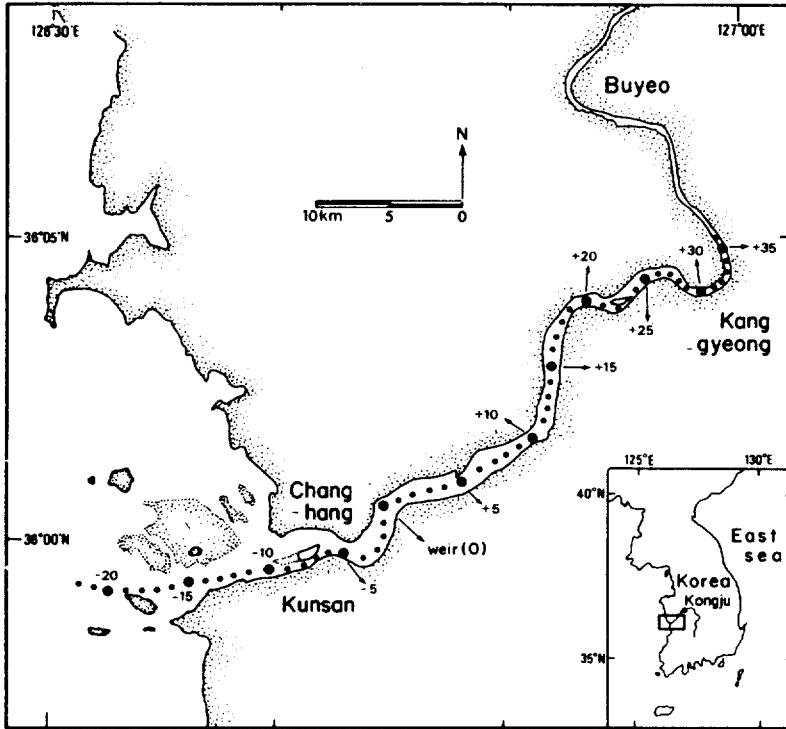 126°30'E
127°00'E
Buyeo
N
10km 5 0
36°05'N
+20
+30
+35
+25
Kang
-gyeong
+15
+10
Chang
-hang
+5
36°00'N
weir(0)
-10
-5
-20
-15
Kunsan
125°E
130°E
40°N
East
sea
Korea
Kongju
35°N